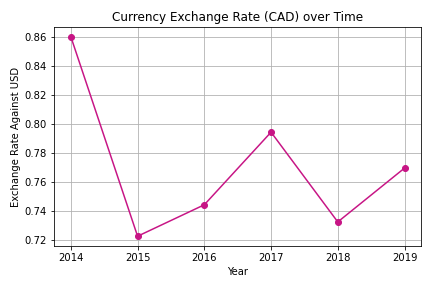 Currency Exchange Rate (CAD) over Time
Exchange Rate Against USD
0.86
0.84
0.82
0.80
0.78
0.76
0.74
0.72
2014 2015 2016 2017 2018 2019
Year